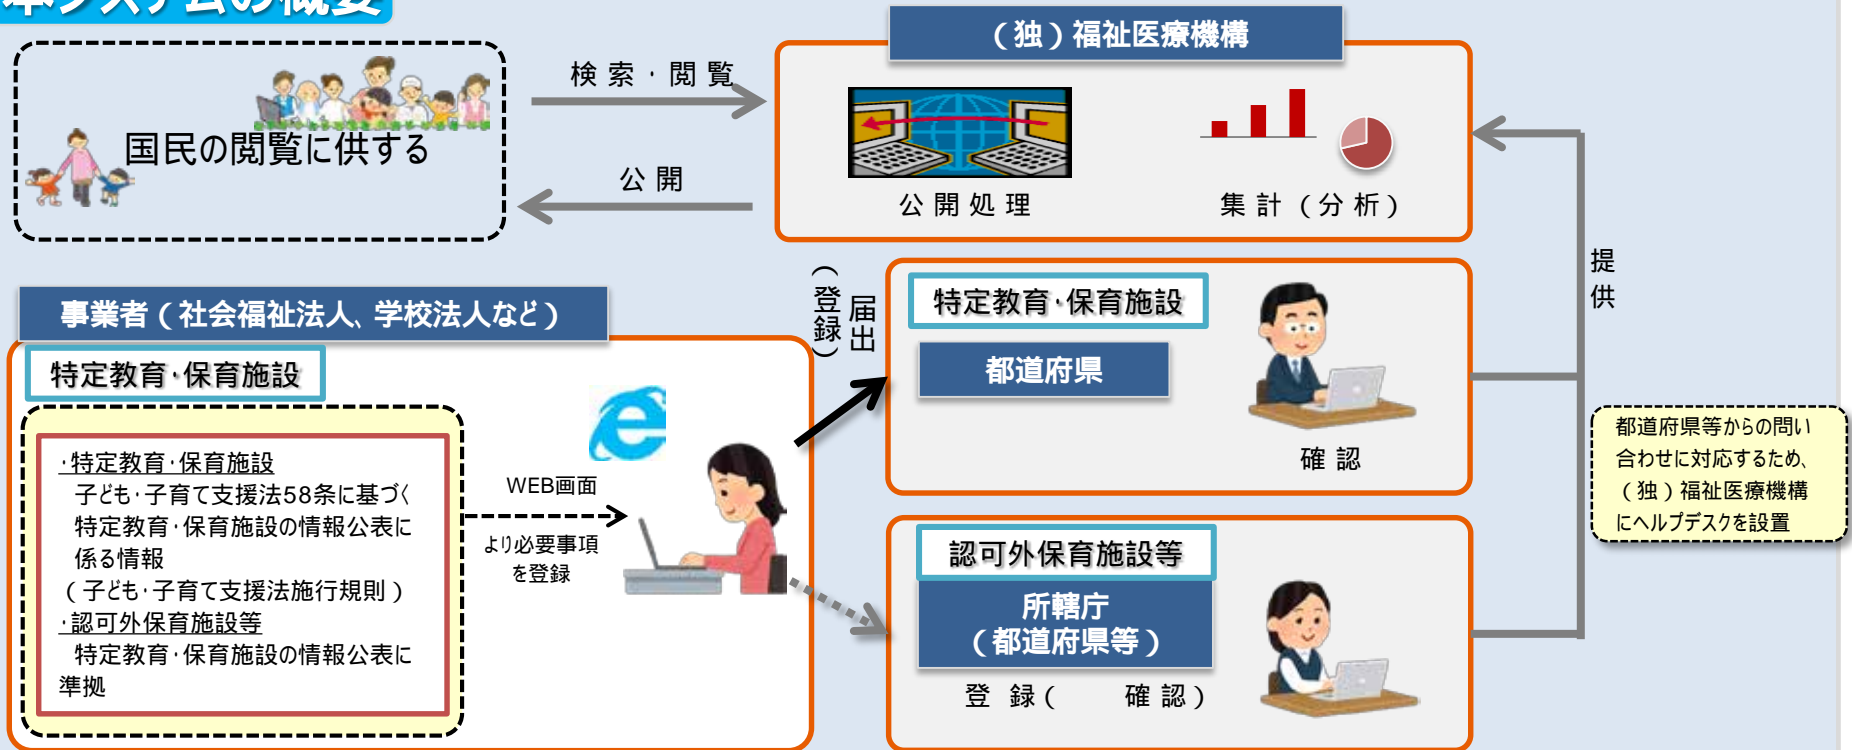 本システムの概要
国民の閲覧に供する
検索・閲覧
公開
（独）福祉医療機構
公開処理
集計（分析）
提供
事業者（社会福祉法人、学校法人など）
特定教育・保育施設
・特定教育・保育施設
子ども・子育て支援法58条に基づく
特定教育・保育施設の情報公表に
係る情報
（子ども・子育て支援法施行規則）
・認可外保育施設等
特定教育・保育施設の情報公表に
準拠
WEB画面
より必要事項
を登録
届出
（登録）
特定教育・保育施設
都道府県
確認
認可外保育施設等
所轄庁
（都道府県等）
登録（　　確認）
都道府県等からの問い
合わせに対応するため、
（独）福祉医療機構
にヘルプデスクを設置